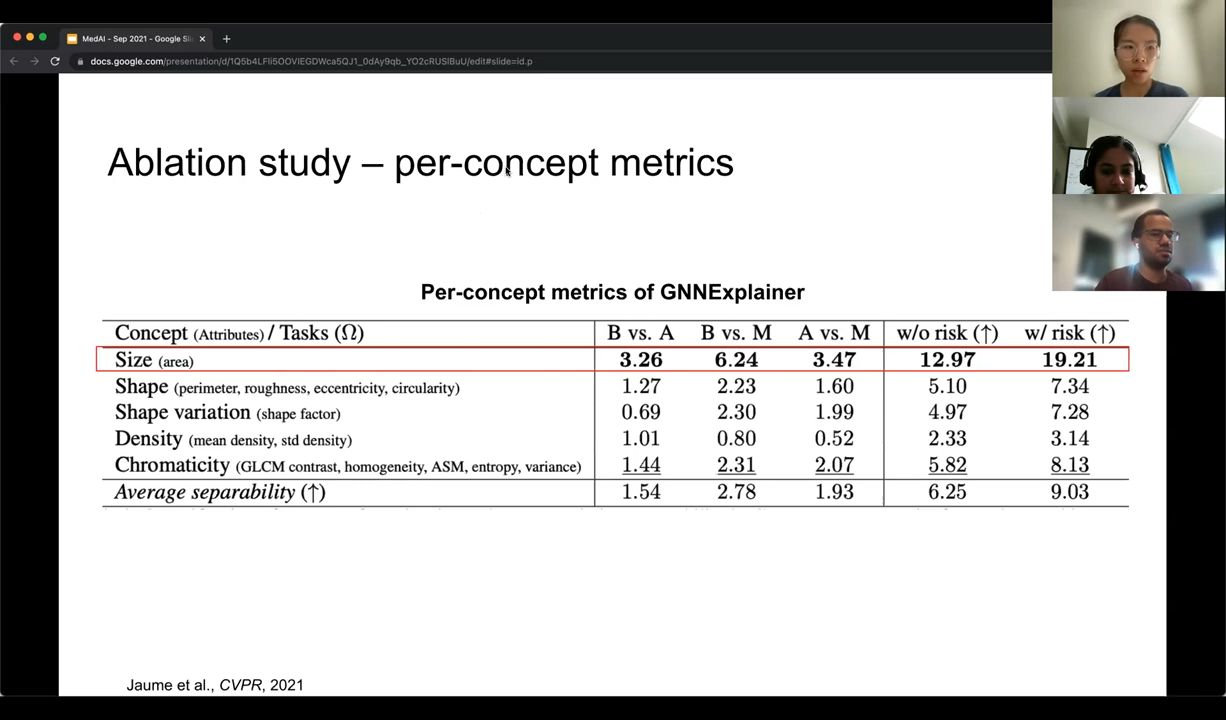 MedAI - Sep 2021 - Google Sli
docs.google.com/presentation/d/1Q5b4LFli5OOVIEGDWca5QJ1_0dAy9qb_YO2cRUSlBuU/edit#slide=id.p
Ablation study – per-concept metrics
Per-concept metrics of GNNExplainer
Concept (Attributes) / Tasks (Ω) B vs. A B vs. M A vs. M w/o risk (↑) w/ risk (↑)
Size (area) 3.26 6.24 3.47 12.97 19.21
Shape (perimeter, roughness, eccentricity, circularity) 1.27 2.23 1.60 5.10 7.34
Shape variation (shape factor) 0.69 2.30 1.99 4.97 7.28
Density (mean density, std density) 1.01 0.80 0.52 2.33 3.14
Chromaticity (GLCM contrast, homogeneity, ASM, entropy, variance) 1.44 2.31 2.07 5.82 8.13
Average separability (↑) 1.54 2.78 1.93 6.25 9.03
Jaume et al., CVPR, 2021